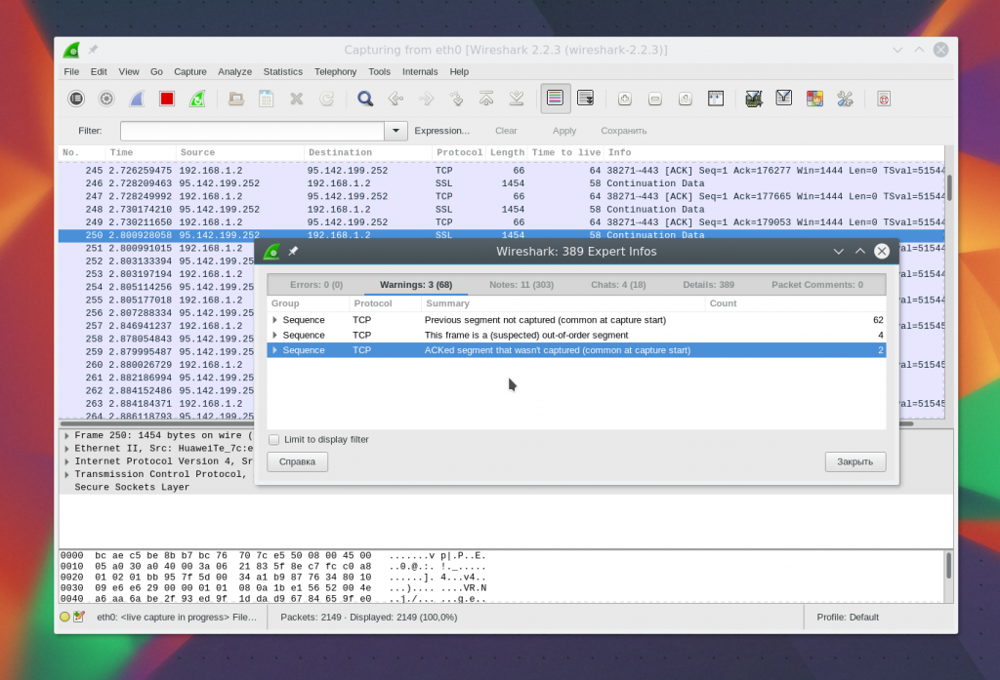 Capturing from eth0 [Wireshark 2.2.3 (wireshark-2.2.3)]
File Edit View Go Capture Analyze Statistics Telephony Tools Internals Help
Filter: Expression... Clear Apply Сохранить
No. Time Source Destination Protocol Length Time to live Info
245 2.726259475 192.168.1.2 95.142.199.252 TCP 66 64 38271→443 [ACK] Seq=1 Ack=176277 Win=1444 Len=0 TSval=51544
246 2.728209463 95.142.199.252 192.168.1.2 SSL 1454 58 Continuation Data
247 2.728249992 192.168.1.2 95.142.199.252 TCP 66 64 38271→443 [ACK] Seq=1 Ack=177665 Win=1444 Len=0 TSval=51544
248 2.730174210 95.142.199.252 192.168.1.2 SSL 1454 58 Continuation Data
249 2.730211650 192.168.1.2 95.142.199.252 TCP 66 64 38271→443 [ACK] Seq=1 Ack=179053 Win=1444 Len=0 TSval=51544
250 2.800928058 95.142.199.252 192.168.1.2 SSL 1454 58 Continuation Data
251 2.800991015 192.168.1.2
252 2.803133394 95.142.199.25
253 2.803197194 192.168.1.2
254 2.805114256 95.142.199.25
255 2.805177018 192.168.1.2
256 2.807288334 95.142.199.25
257 2.846941237 192.168.1.2
258 2.878054843 95.142.199.25
259 2.879995487 95.142.199.25
260 2.880026729 192.168.1.2
261 2.882186994 95.142.199.25
262 2.884152486 95.142.199.25
263 2.884184371 192.168.1.2
264 2.886118793 95.142.199.25
Wireshark: 389 Expert Infos
Errors: 0 (0) Warnings: 3 (68) Notes: 11 (303) Chats: 4 (18) Details: 389 Packet Comments: 0
Group Protocol Summary Count
Sequence TCP Previous segment not captured (common at capture start) 62
Sequence TCP This frame is a (suspected) out-of-order segment 4
Sequence TCP ACKed segment that wasn't captured (common at capture start) 2
Limit to display filter
Справка Закрыть
Frame 250: 1454 bytes on wire (
Ethernet II, Src: HuaweiTe_7c:e
Internet Protocol Version 4, Sr
Transmission Control Protocol,
Secure Sockets Layer
0000 bc ae c5 be 8b b7 bc 76 70 7c e5 50 08 00 45 00 .......v p|.P..E.
0010 05 a0 30 a0 40 00 3a 06 21 83 5f 8e c7 fc c0 a8 ..0.@.:. !._.....
0020 01 02 01 bb 95 7f 5d 00 34 a1 b9 87 76 34 80 10 ......]. 4...v4..
0030 09 e6 e6 29 00 00 01 01 08 0a 1b e1 56 52 00 4e ...).... ....VR.N
0040 a6 aa 6a be 2f 93 ed 9f 1d da d9 67 84 65 9f e0 ..j./... ...g.e..
eth0: <live capture in progress> File... Packets: 2149 · Displayed: 2149 (100,0%) Profile: Default